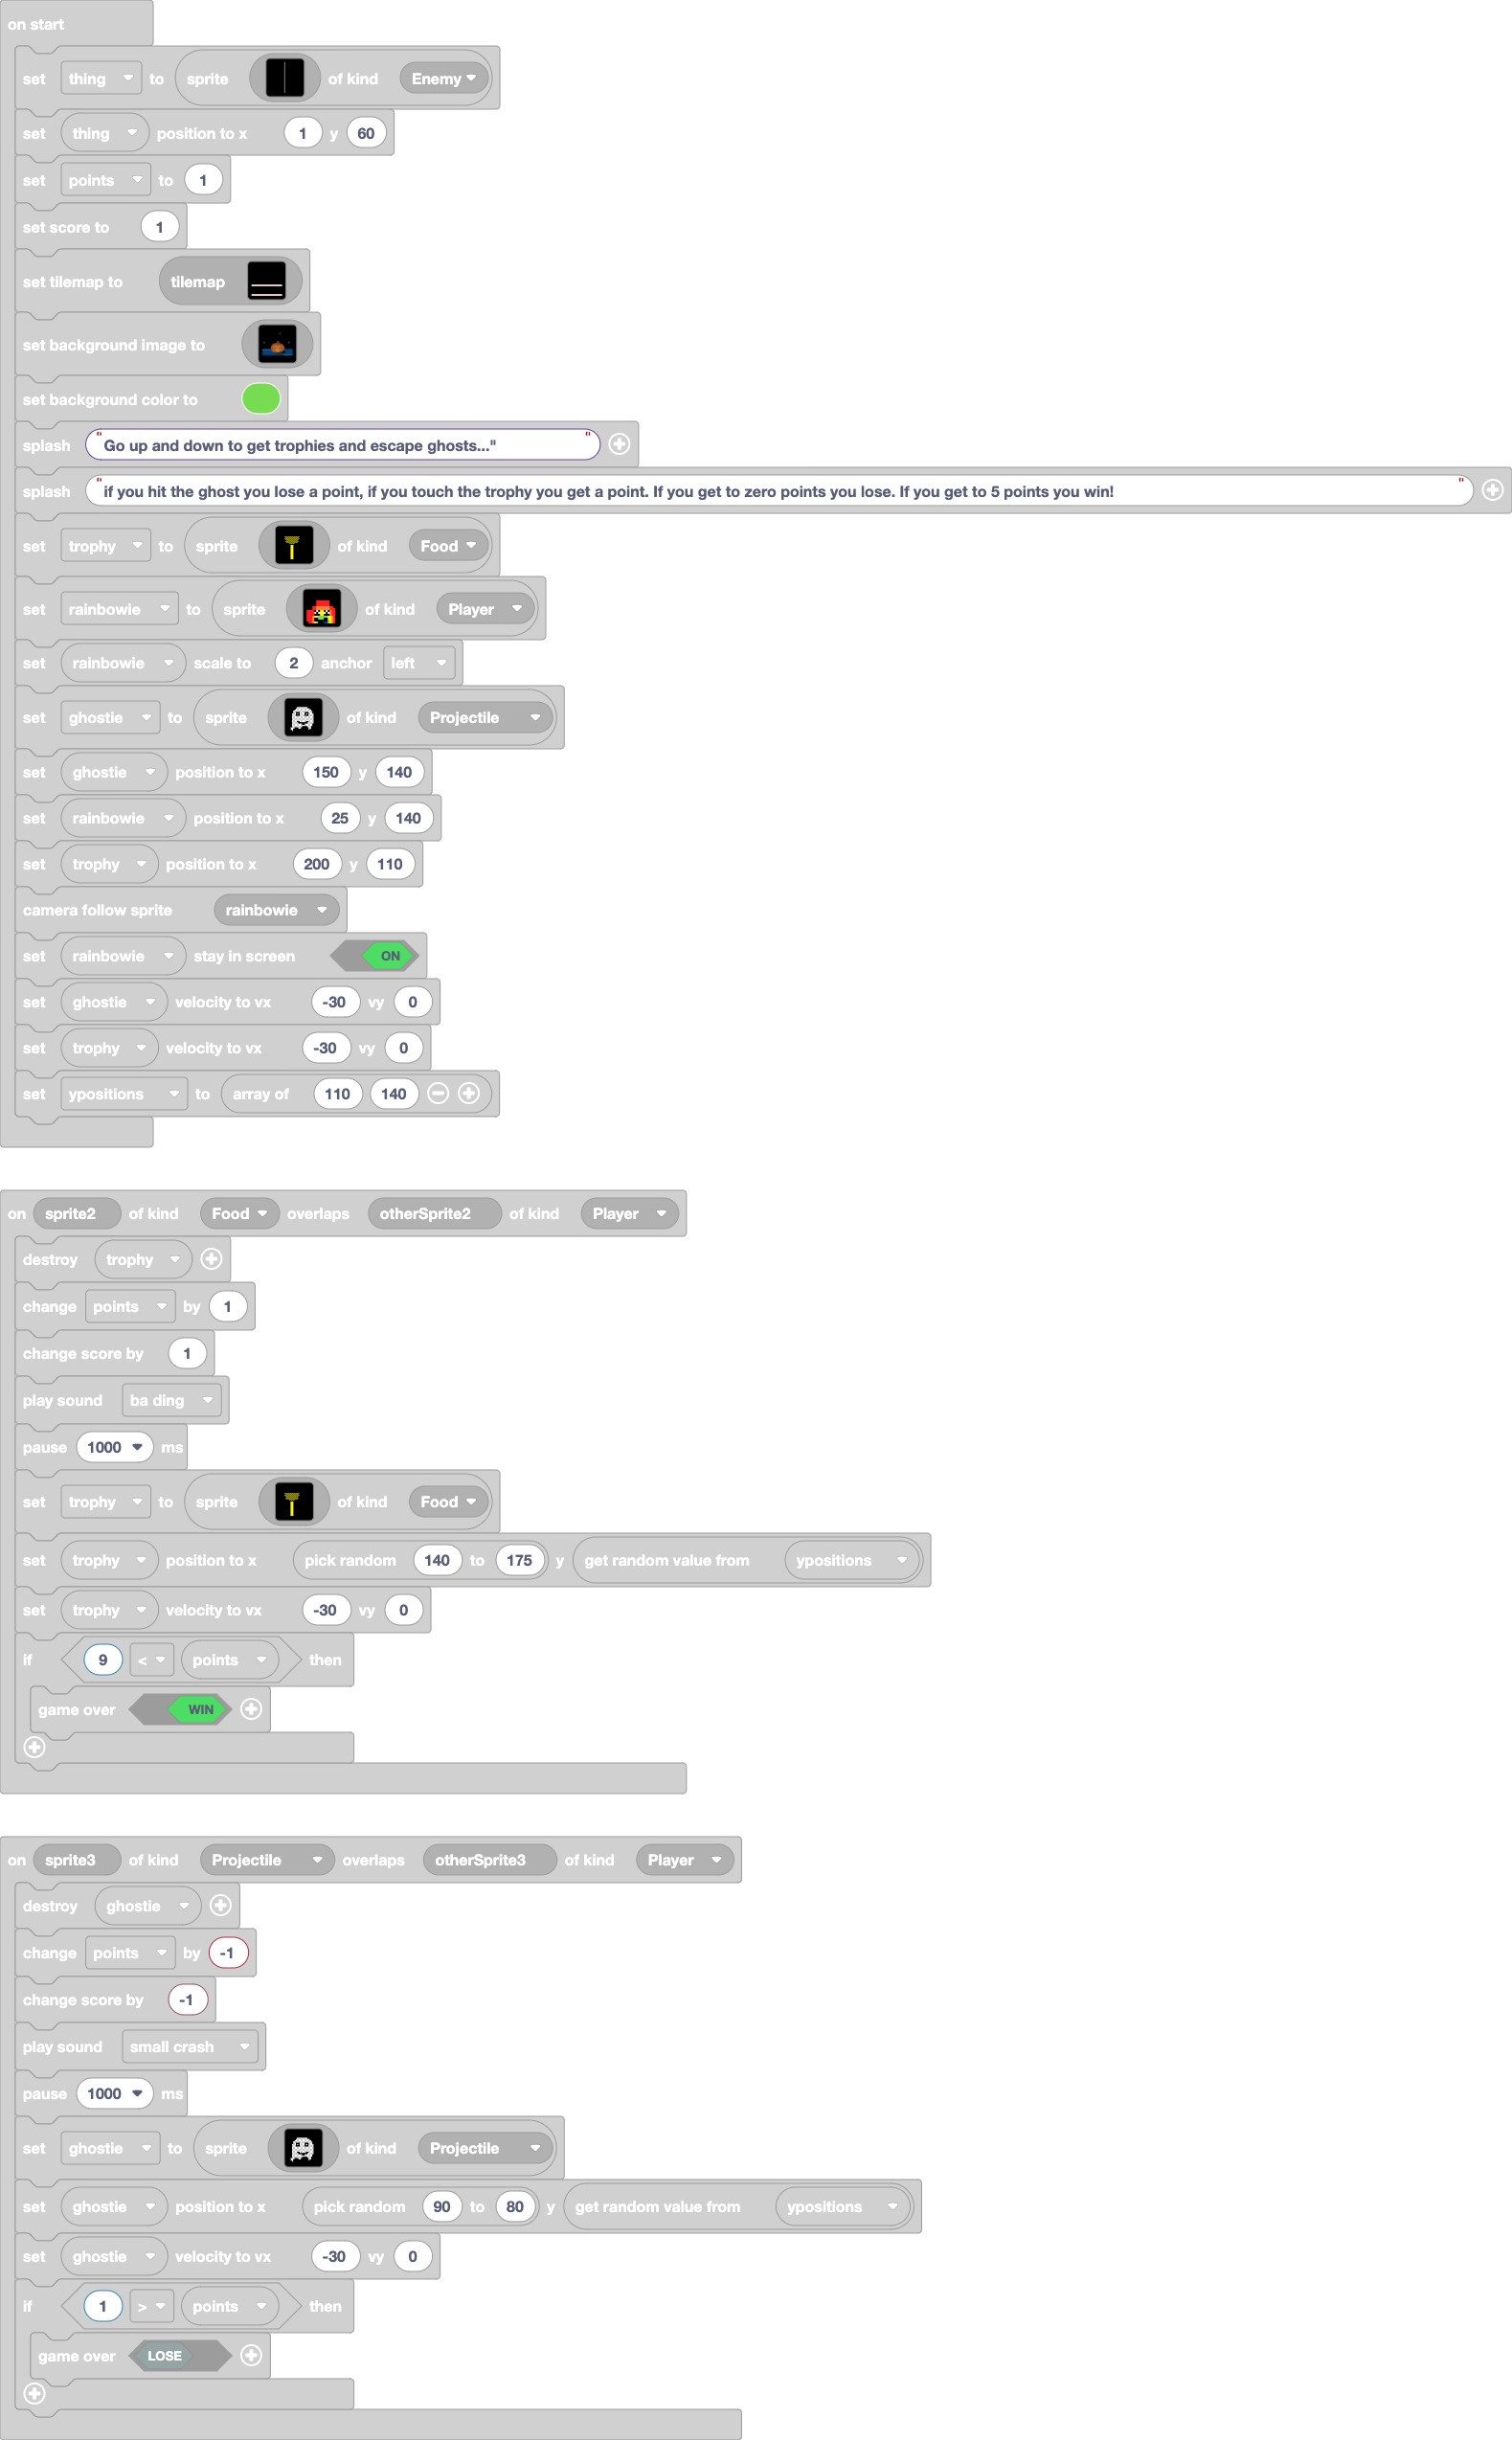 on start
set thing to sprite of kind Enemy
set thing position to x 1 y 60
set points to 1
set score to 1
set tilemap to tilemap
set background image to
set background color to
splash "Go up and down to get trophies and escape ghosts...""
splash "if you hit the ghost you lose a point, if you touch the trophy you get a point. If you get to zero points you lose. If you get to 5 points you win!"
set trophy to sprite of kind Food
set rainbowie to sprite of kind Player
set rainbowie scale to 2 anchor left
set ghostie to sprite of kind Projectile
set ghostie position to x 150 y 140
set rainbowie position to x 25 y 140
set trophy position to x 200 y 110
camera follow sprite rainbowie
set rainbowie stay in screen ON
set ghostie velocity to vx -30 vy 0
set trophy velocity to vx -30 vy 0
set ypositions to array of 110 140
on sprite2 of kind Food overlaps otherSprite2 of kind Player
destroy trophy
change points by 1
change score by 1
play sound ba ding
pause 1000 ms
set trophy to sprite of kind Food
set trophy position to x pick random 140 to 175 y get random value from ypositions
set trophy velocity to vx -30 vy 0
if 9 < points then
game over WIN
on sprite3 of kind Projectile overlaps otherSprite3 of kind Player
destroy ghostie
change points by -1
change score by -1
play sound small crash
pause 1000 ms
set ghostie to sprite of kind Projectile
set ghostie position to x pick random 90 to 80 y get random value from ypositions
set ghostie velocity to vx -30 vy 0
if 1 > points then
game over LOSE